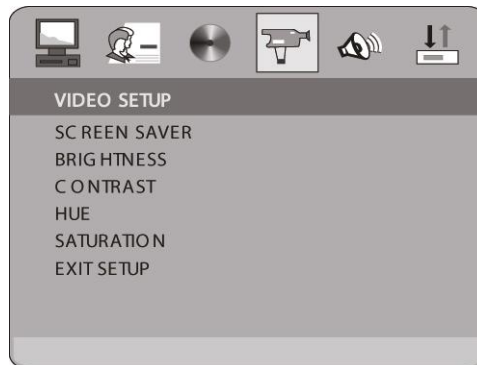 VIDEO SETUP
SCREEN SAVER
BRIGHTNESS
CONTRAST
HUE
SATURATION
EXIT SETUP